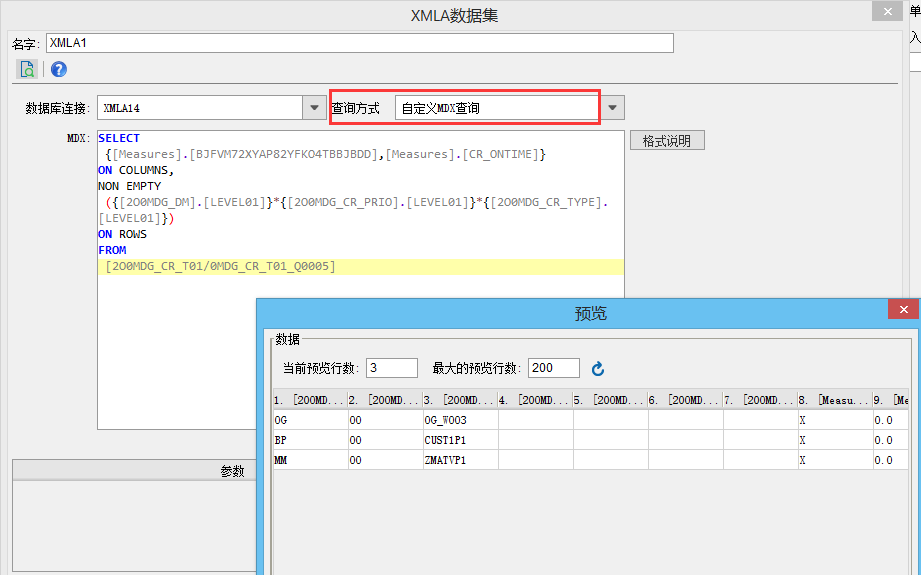 XMLA数据集
单
名字:
XMLA1
入
数据库连接:
XMLA14
查询方式
自定义MDX查询
MDX:
格式说明
SELECT
{[Measures].[BJFVM72XYAP82YFKO4TBBJBDD],[Measures].[CR_ONTIME]}
ON COLUMNS,
NON EMPTY
({[2O0MDG_DM].[LEVEL01]}*{[2O0MDG_CR_PRIO].[LEVEL01]}*{[2O0MDG_CR_TYPE].
[LEVEL01]})
ON ROWS
FROM
[2O0MDG_CR_T01/0MDG_CR_T01_Q0005]
预览
数据
当前预览行数: 3 最大的预览行数: 200
1. [2O0MD... 2. [2O0MD... 3. [2O0MD... 4. [2O0MD... 5. [2O0MD... 6. [2O0MD... 7. [2O0MD... 8. [Measu... 9. [Me
OG 00 OG_W003 X 0.0
BP 00 CUST1P1 X 0.0
MM 00 ZMATVP1 X 0.0
参数